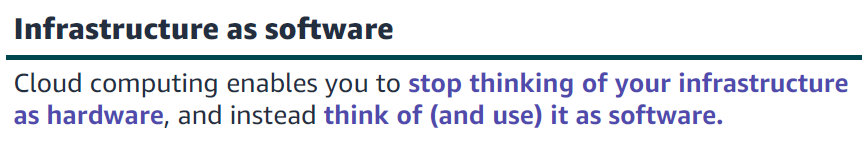 Infrastructure as software
Cloud computing enables you to stop thinking of your infrastructure
as hardware, and instead think of (and use) it as software.